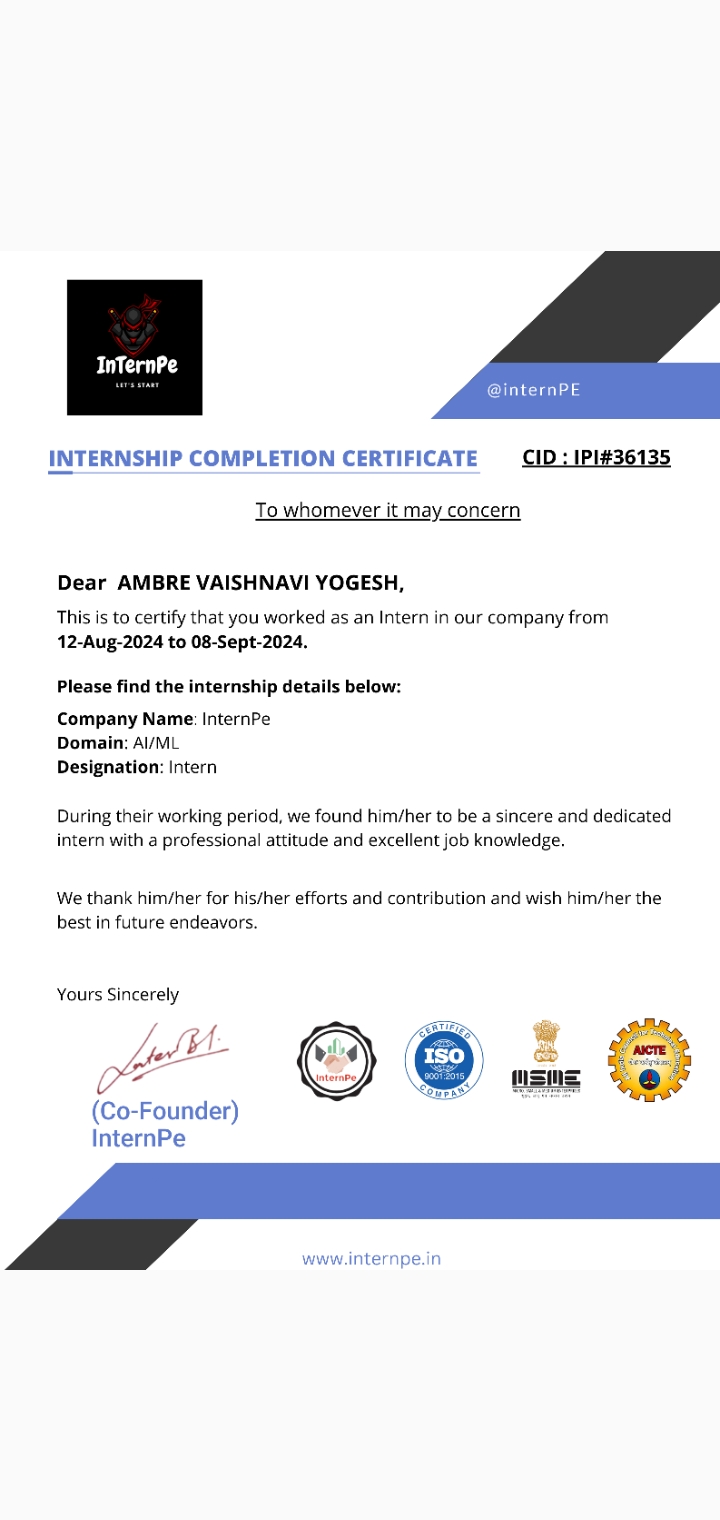 InTernPe
LET'S START
@internPE
INTERNSHIP COMPLETION CERTIFICATE
CID : IPI#36135
To whomever it may concern
Dear AMBRE VAISHNAVI YOGESH,
This is to certify that you worked as an Intern in our company from
12-Aug-2024 to 08-Sept-2024.
Please find the internship details below:
Company Name: InternPe
Domain: AI/ML
Designation: Intern
During their working period, we found him/her to be a sincere and dedicated
intern with a professional attitude and excellent job knowledge.
We thank him/her for his/her efforts and contribution and wish him/her the
best in future endeavors.
Yours Sincerely
(Co-Founder)
InternPe
InternPe
CERTIFIED
ISO
9001:2015
COMPANY
MSME
AICTE
www.internpe.in